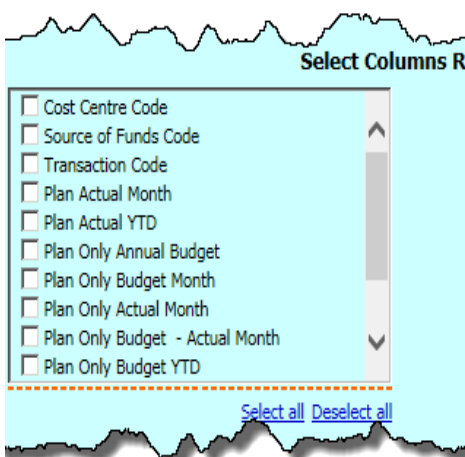 Select Columns R
Cost Centre Code
Source of Funds Code
Transaction Code
Plan Actual Month
Plan Actual YTD
Plan Only Annual Budget
Plan Only Budget Month
Plan Only Actual Month
Plan Only Budget - Actual Month
Plan Only Budget YTD
Select all Deselect all